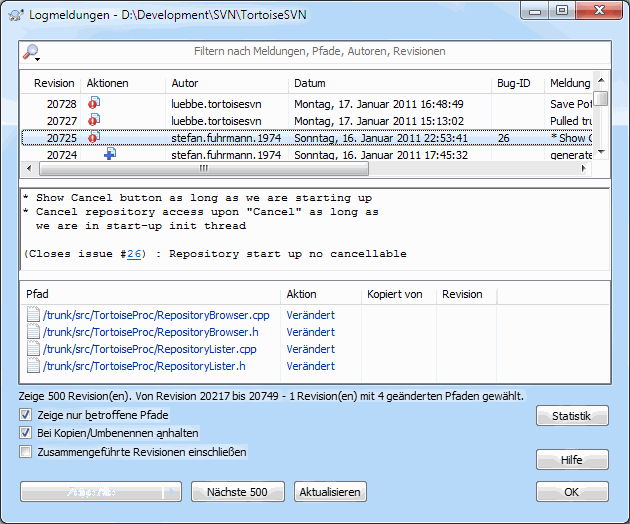 Logmeldungen - D:\Development\SVN\TortoiseSVN
Filtern nach Meldungen, Pfade, Autoren, Revisionen
Revision Aktionen Autor Datum Bug-ID Meldung
20728 luebbe.tortoisesvn Montag, 17. Januar 2011 16:48:49 Save Pot
20727 luebbe.tortoisesvn Montag, 17. Januar 2011 15:13:02 Pulled tru
20725 stefan.fuhrmann.1974 Sonntag, 16. Januar 2011 22:53:41 26 * Show C
20724 stefan.fuhrmann.1974 Sonntag, 16. Januar 2011 17:45:32 generate
* Show Cancel button as long as we are starting up
* Cancel repository access upon "Cancel" as long as
we are in start-up init thread
(Closes issue #26) : Repository start up no cancellable
Pfad Aktion Kopiert von Revision
/trunk/src/TortoiseProc/RepositoryBrowser.cpp Verändert
/trunk/src/TortoiseProc/RepositoryBrowser.h Verändert
/trunk/src/TortoiseProc/RepositoryLister.cpp Verändert
/trunk/src/TortoiseProc/RepositoryLister.h Verändert
Zeige 500 Revision(en). Von Revision 20217 bis 20749 - 1 Revision(en) mit 4 geänderten Pfaden gewählt.
Zeige nur betroffene Pfade
Statistik
Bei Kopien/Umbenennen anhalten
Zusammengeführte Revisionen einschließen
Hilfe
Nächste 500 Aktualisieren OK